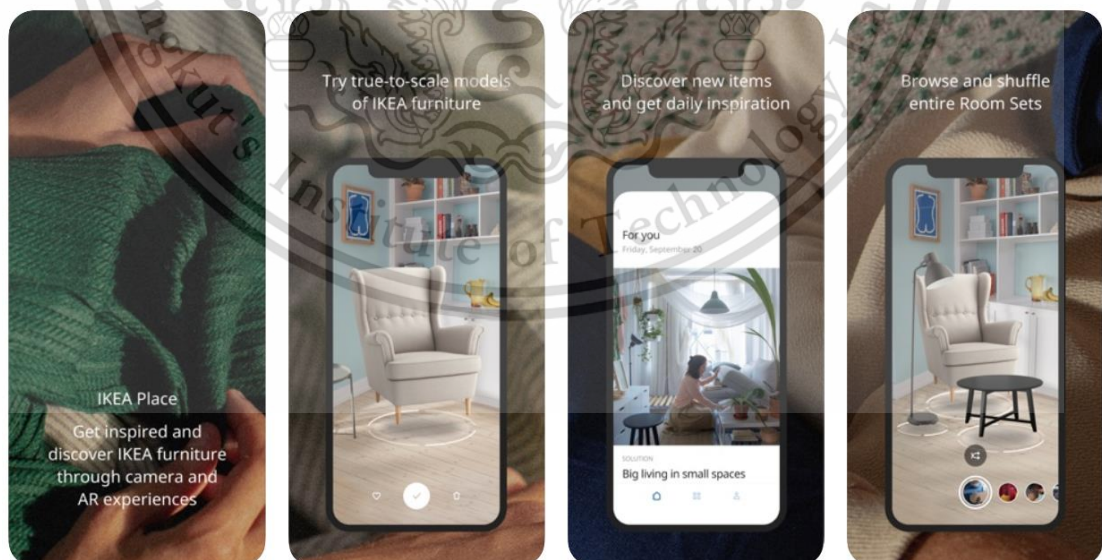 IKEA Place
Get inspired and
discover IKEA furniture
through camera and
AR experiences
Try true-to-scale models
of IKEA furniture
Discover new items
and get daily inspiration
For you
Friday, September 20
SOLUTION
Big living in small spaces
Browse and shuffle
entire Room Sets
ngkut's Institute of Technology